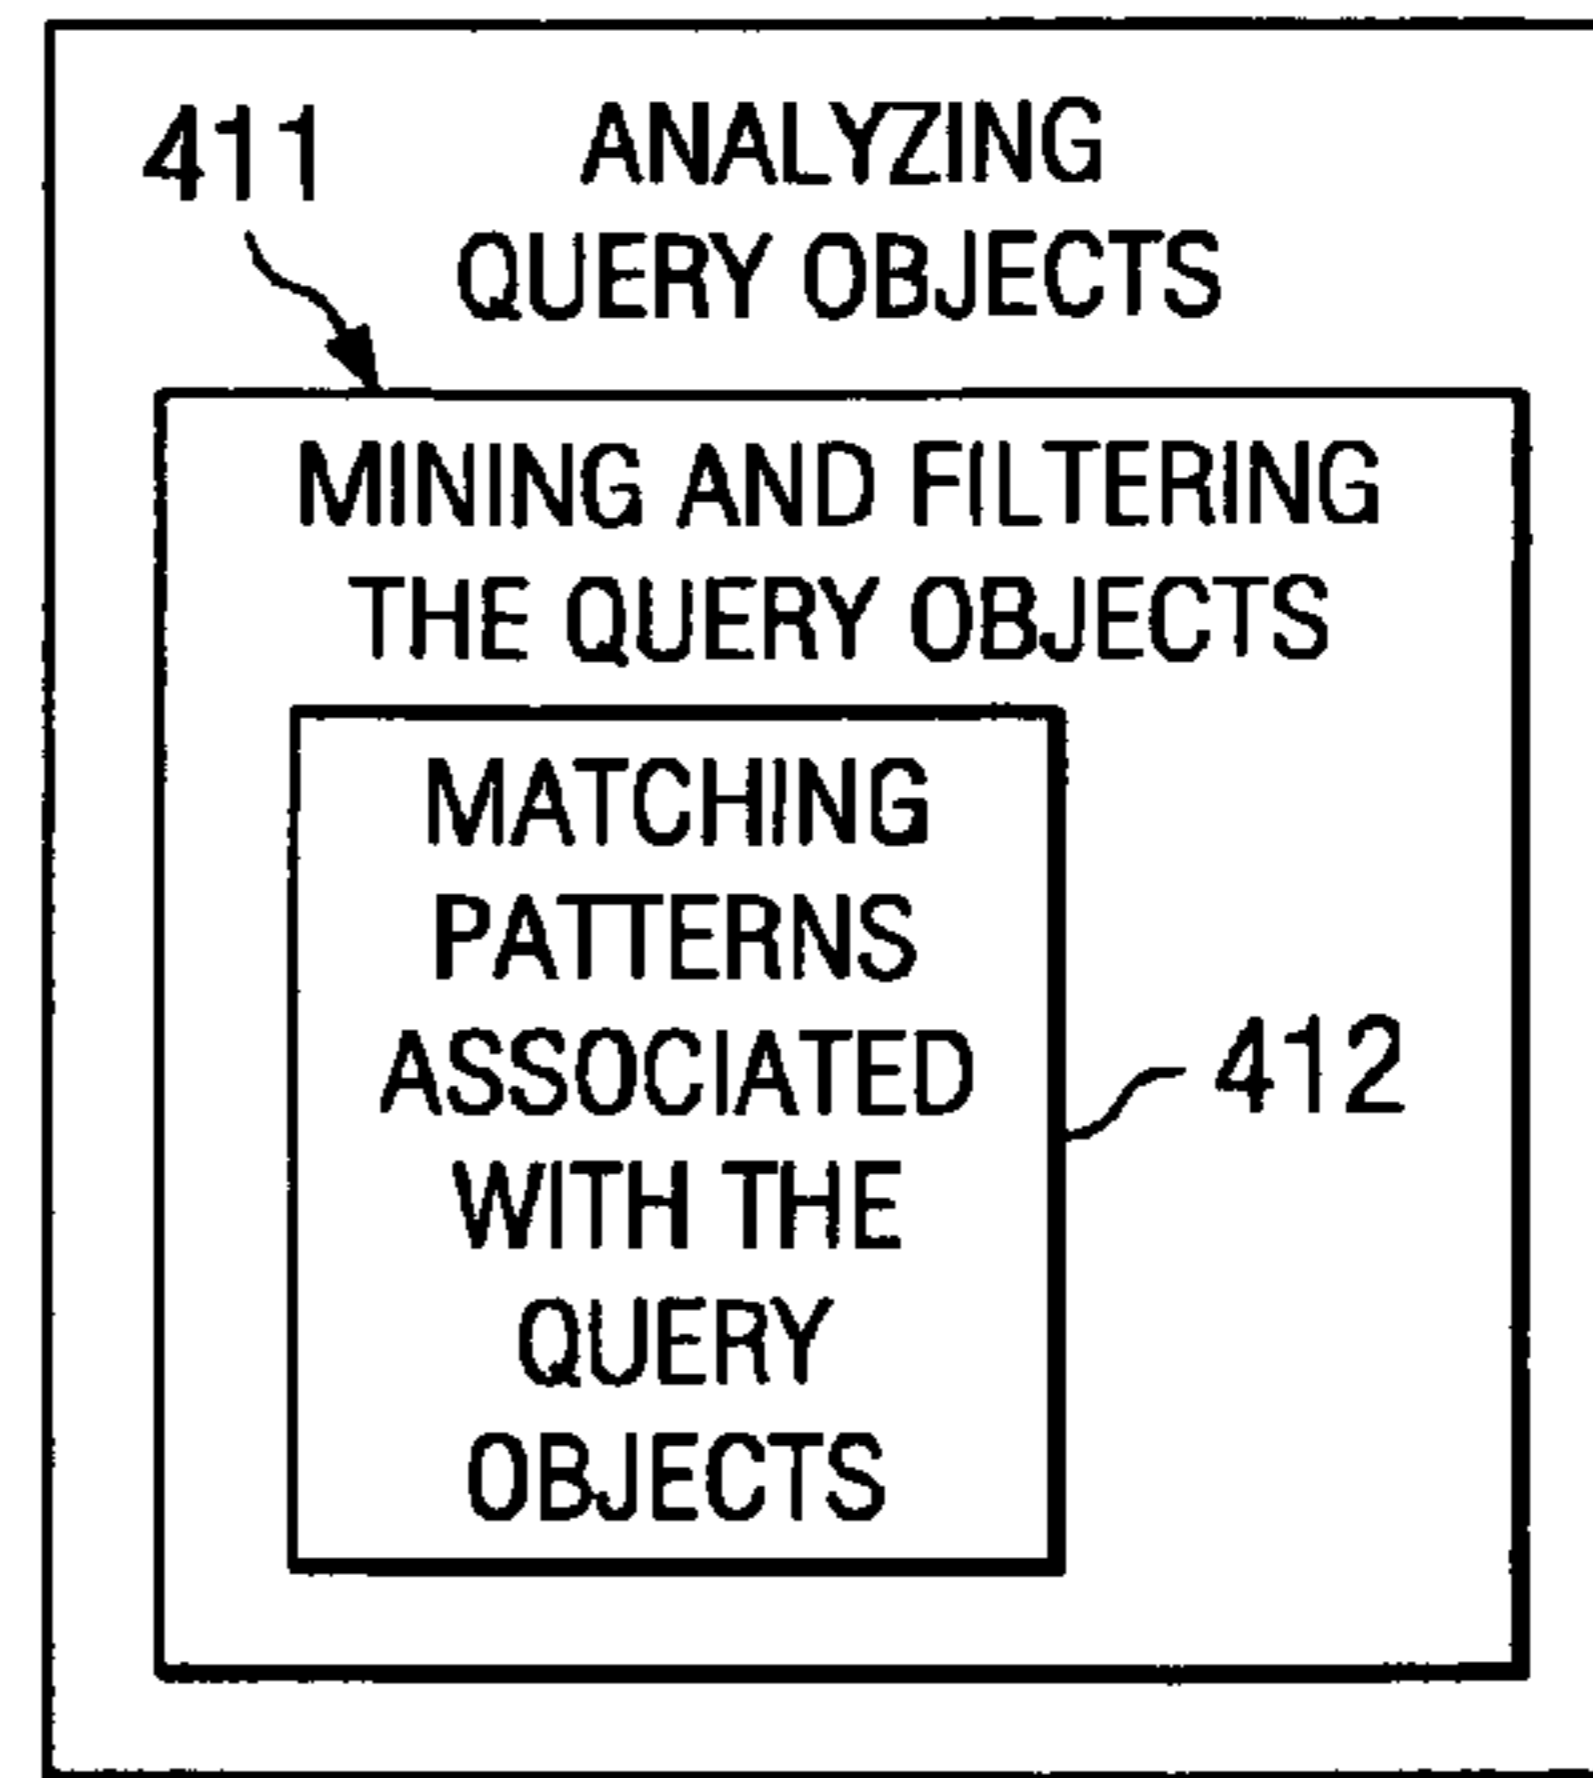 411
ANALYZING
QUERY OBJECTS
MINING AND FILTERING
THE QUERY OBJECTS
MATCHING
PATTERNS
ASSOCIATED
WITH THE
QUERY
OBJECTS
412